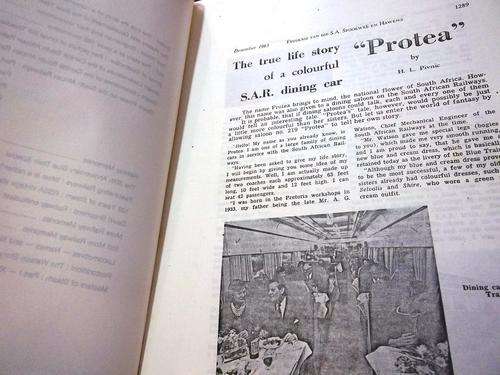 1289
December 1963
PERSONEEL VAN DIE S.A. SPOORWEË EN HAWENS
The true life story
of a colourful
S.A.R. dining car
"Protea"
by
H. L. Pivnic
The name Protea brings to mind, the national flower of South Africa. How-
ever, this name was also given to a dining saloon on the South African Railways.
It is probable, that if dining saloons could talk, each and every one of them
would tell an interesting tale. "Protea's" tale, however, would possibly be just
a little more colourful than her sisters. But let us enter the world of fantasy by
allowing saloon no. 219 "Protea" to tell her own story.
"Hello! My name as you already know, is
Protea. I am one of a large family of dining
cars in service with the South African Rail-
ways.
"Having been asked to give my life story,
I will begin by giving you some idea of my
measurements. Well, I am actually made up
of two coaches each approximately 63 feet
long, 10 feet wide and 12 feet high. I can
seat 42 passengers.
"I was born in the Pretoria workshops in
1933, my father being the late Mr. A. G.
Watson, Chief Mechanical Engineer of the
South African Railways at the time.
"Mr. Watson gave me special legs (bogies
to you), which made me very smooth running
and I am proud to say, that he gave me
new blue and cream dress, which is basically
retained today as the livery of the Blue Train
"Although my blue and cream dress proved
to be the most successful, a few of my other
sisters already had colourful dresses, such
and Shire, who wore a green
cream outfit.
Dining ca
Tra